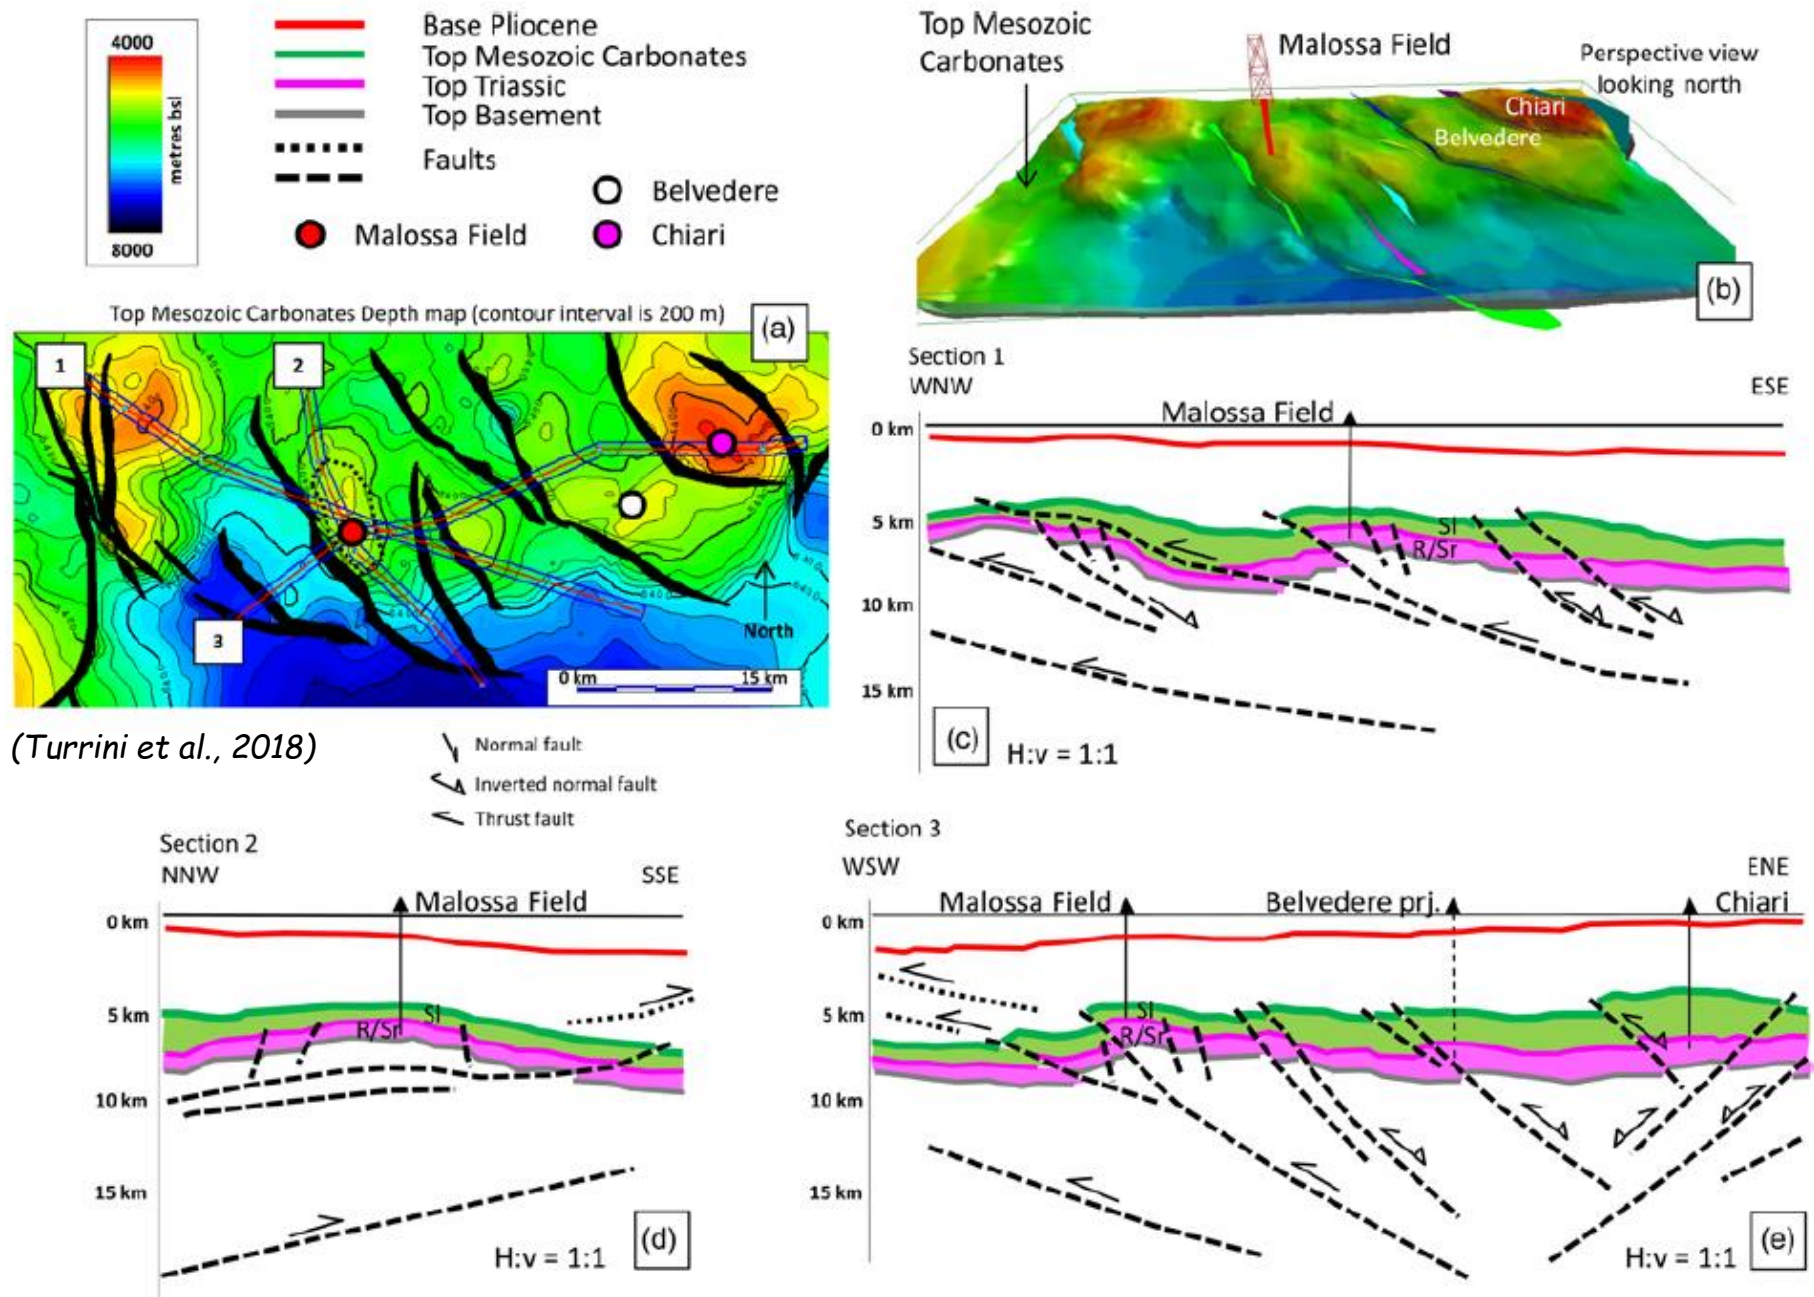 4000
metres bsl
8000
Base Pliocene
Top Mesozoic Carbonates
Top Triassic
Top Basement
Faults
Belvedere
Malossa Field
Chiari
Top Mesozoic
Carbonates
Malossa Field
Perspective view
looking north
Chiari
Belvedere
(b)
Top Mesozoic Carbonates Depth map (contour interval is 200 m)
(a)
1
2
3
North
0 km
15 km
(Turrini et al., 2018)
Normal fault
Inverted normal fault
Thrust fault
Section 1
WNW
ESE
Malossa Field
0 km
5 km
10 km
15 km
Sl
R/Sr
(c)
H:v = 1:1
Section 2
NNW
SSE
Malossa Field
0 km
5 km
10 km
15 km
Sl
R/Sr
(d)
H:v = 1:1
Section 3
WSW
ENE
Malossa Field
Belvedere prj.
Chiari
0 km
5 km
10 km
15 km
Sl
R/Sr
(e)
H:v = 1:1